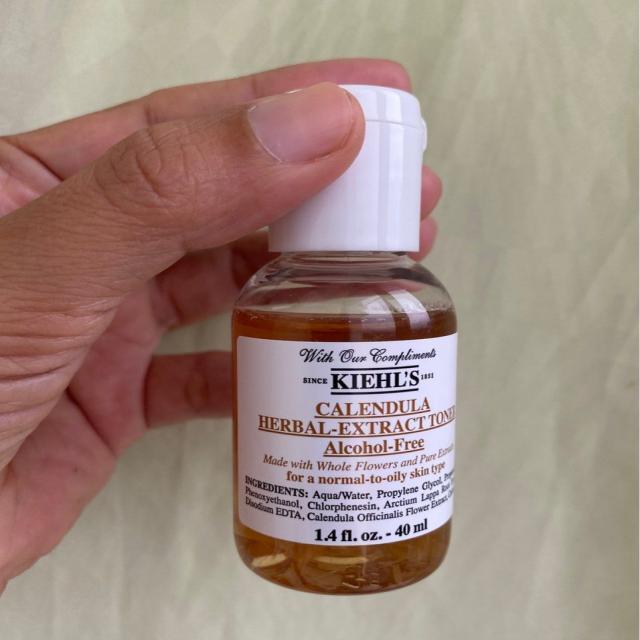 With Our Compliments
SINCE KIEHL'S 1851
CALENDULA
HERBAL-EXTRACT TONE
Alcohol-Free
Made with Whole Flowers and Pure
for a normal-to-oily skin type
INGREDIENTS: Aqua/Water, Propylene Glycol,
Phenoxyethanol, Chlorphenesin, Arctium Lappa
Disodium EDTA, Calendula Officinalis Flower Extract,
1.4 fl. oz. - 40 ml